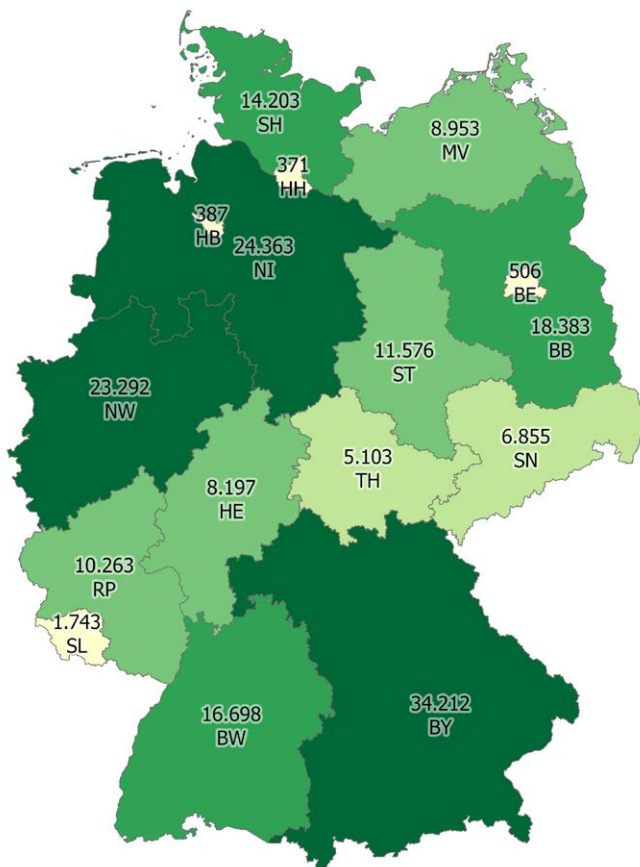 14.203
SH
8.953
MV
371
HH
387
HB
24.363
NI
506
BE
18.383
BB
11.576
ST
23.292
NW
6.855
SN
5.103
TH
8.197
HE
10.263
RP
1.743
SL
34.212
BY
16.698
BW